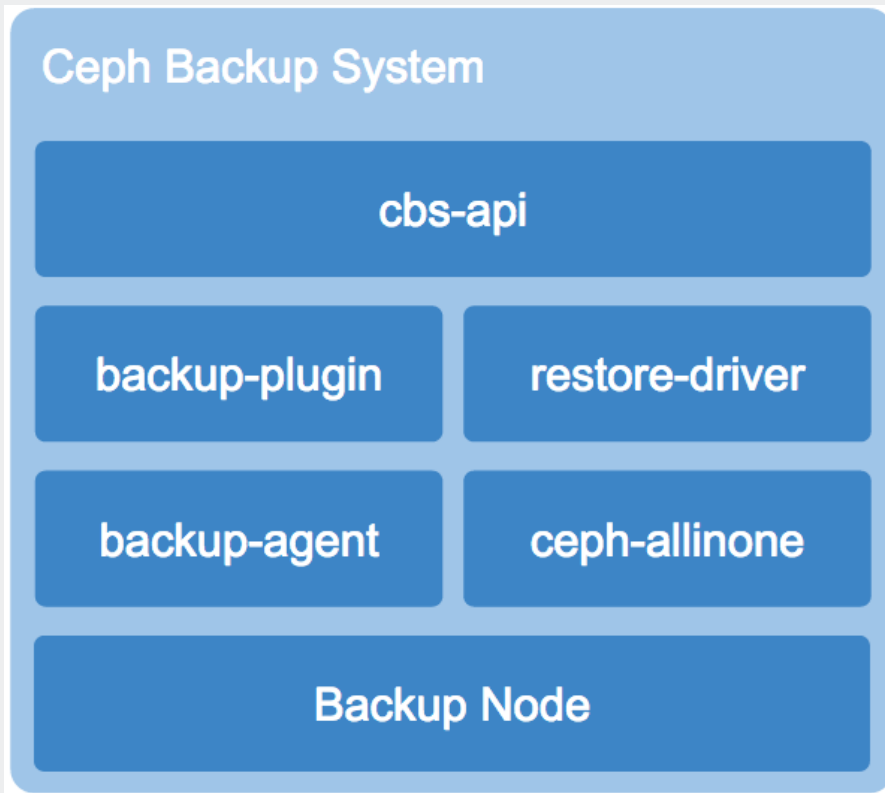 Ceph Backup System
cbs-api
backup-plugin
restore-driver
backup-agent
ceph-allinone
Backup Node